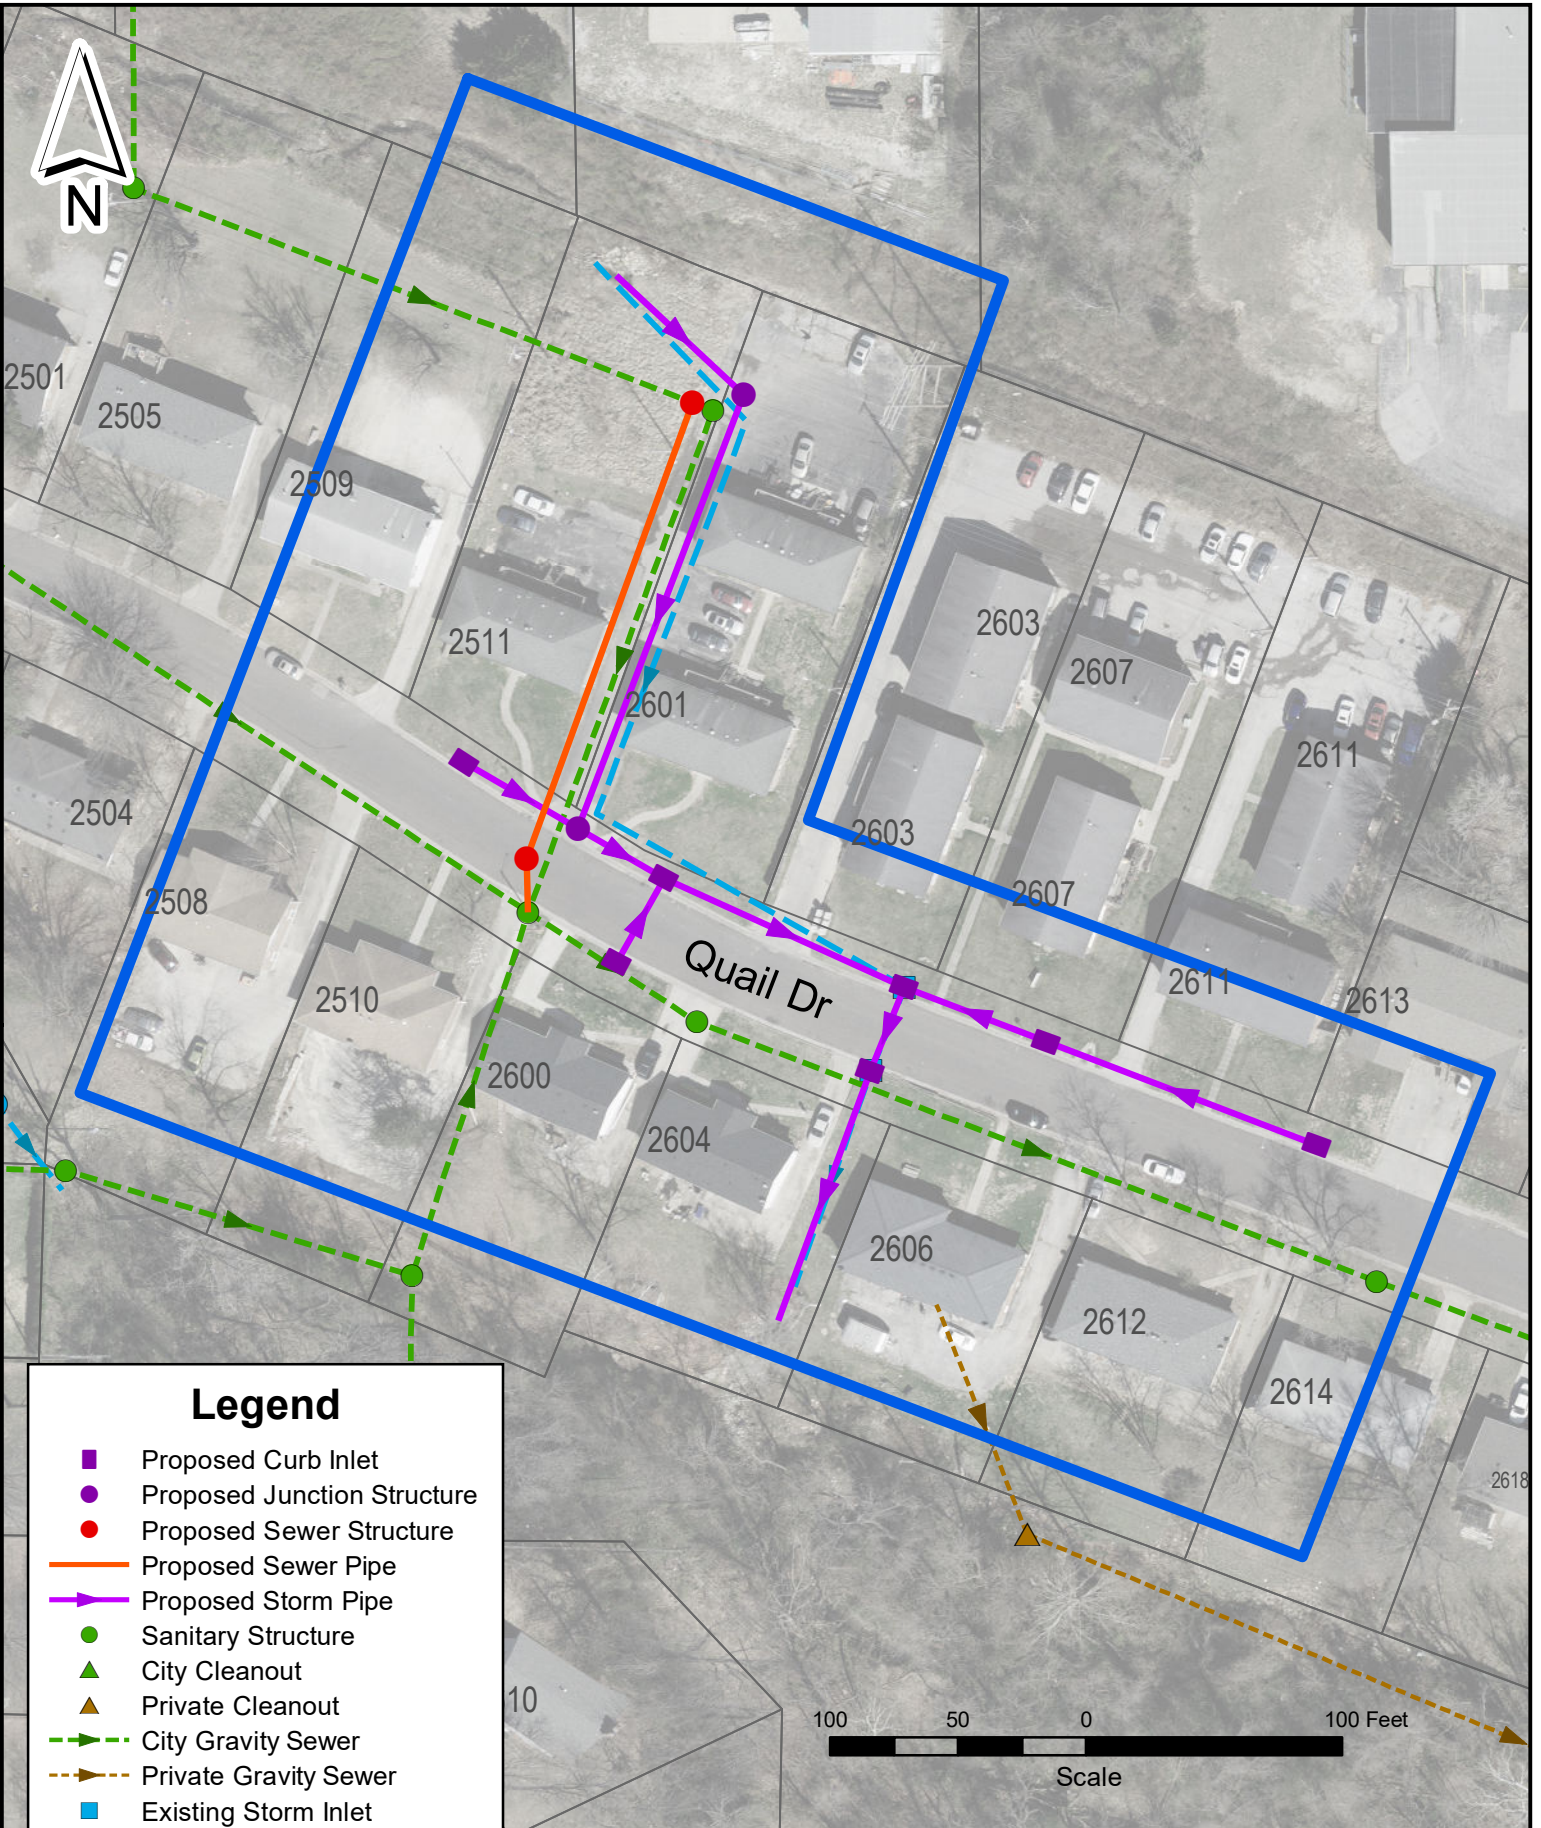 N
2501
2505
2509
2511
2601
2603
2607
2611
2603
2607
2611
2613
2504
2508
2510
Quail Dr
2600
2604
2606
2612
2614
2618
10
Legend
Proposed Curb Inlet
Proposed Junction Structure
Proposed Sewer Structure
Proposed Sewer Pipe
Proposed Storm Pipe
Sanitary Structure
City Cleanout
Private Cleanout
City Gravity Sewer
Private Gravity Sewer
Existing Storm Inlet
100 50 0 100 Feet
Scale